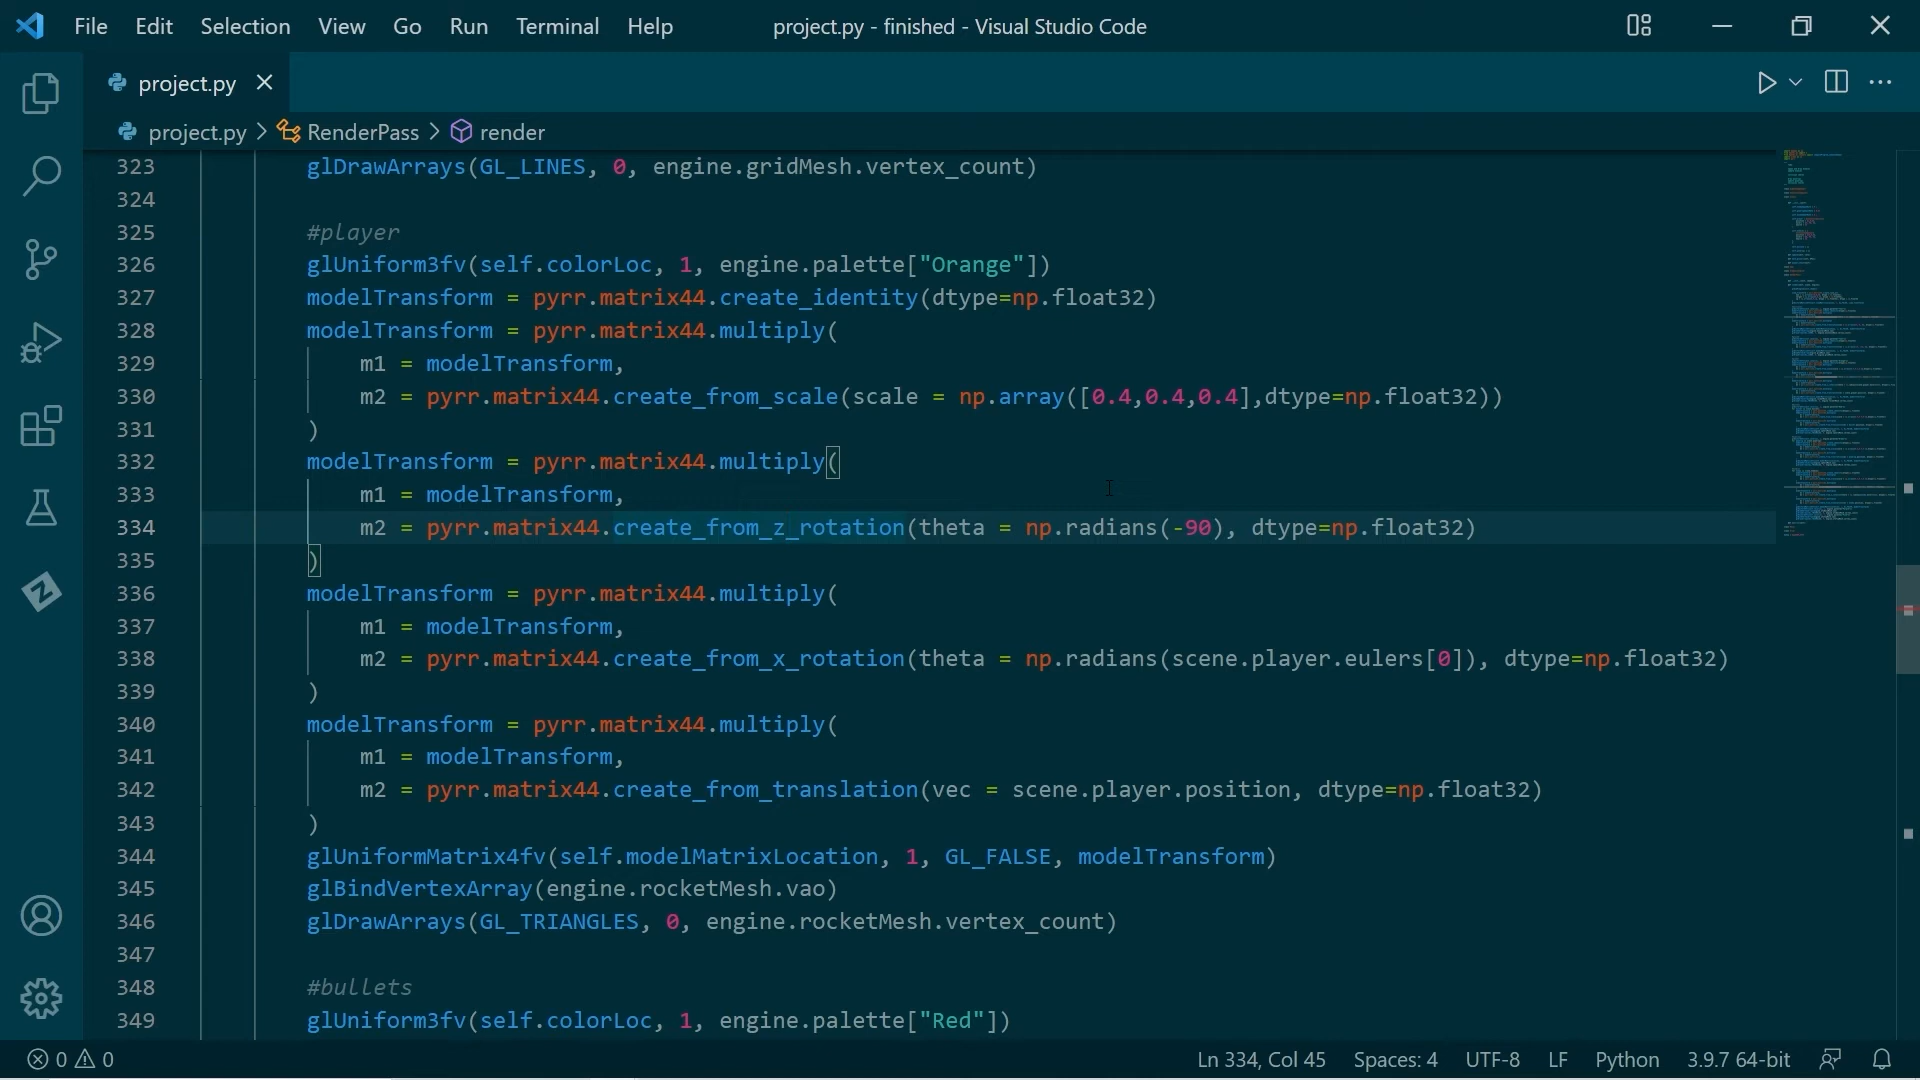 File Edit Selection View Go Run Terminal Help project.py - finished - Visual Studio Code
project.py
project.py > RenderPass > render
323 glDrawArrays(GL_LINES, 0, engine.gridMesh.vertex_count)
324
325 #player
326 glUniform3fv(self.colorLoc, 1, engine.palette["Orange"])
327 modelTransform = pyrr.matrix44.create_identity(dtype=np.float32)
328 modelTransform = pyrr.matrix44.multiply(
329 m1 = modelTransform,
330 m2 = pyrr.matrix44.create_from_scale(scale = np.array([0.4,0.4,0.4],dtype=np.float32))
331 )
332 modelTransform = pyrr.matrix44.multiply(
333 m1 = modelTransform,
334 m2 = pyrr.matrix44.create_from_z_rotation(theta = np.radians(-90), dtype=np.float32)
335 )
336 modelTransform = pyrr.matrix44.multiply(
337 m1 = modelTransform,
338 m2 = pyrr.matrix44.create_from_x_rotation(theta = np.radians(scene.player.eulers[0]), dtype=np.float32)
339 )
340 modelTransform = pyrr.matrix44.multiply(
341 m1 = modelTransform,
342 m2 = pyrr.matrix44.create_from_translation(vec = scene.player.position, dtype=np.float32)
343 )
344 glUniformMatrix4fv(self.modelMatrixLocation, 1, GL_FALSE, modelTransform)
345 glBindVertexArray(engine.rocketMesh.vao)
346 glDrawArrays(GL_TRIANGLES, 0, engine.rocketMesh.vertex_count)
347
348 #bullets
349 glUniform3fv(self.colorLoc, 1, engine.palette["Red"])
0 0 Ln 334, Col 45 Spaces: 4 UTF-8 LF Python 3.9.7 64-bit